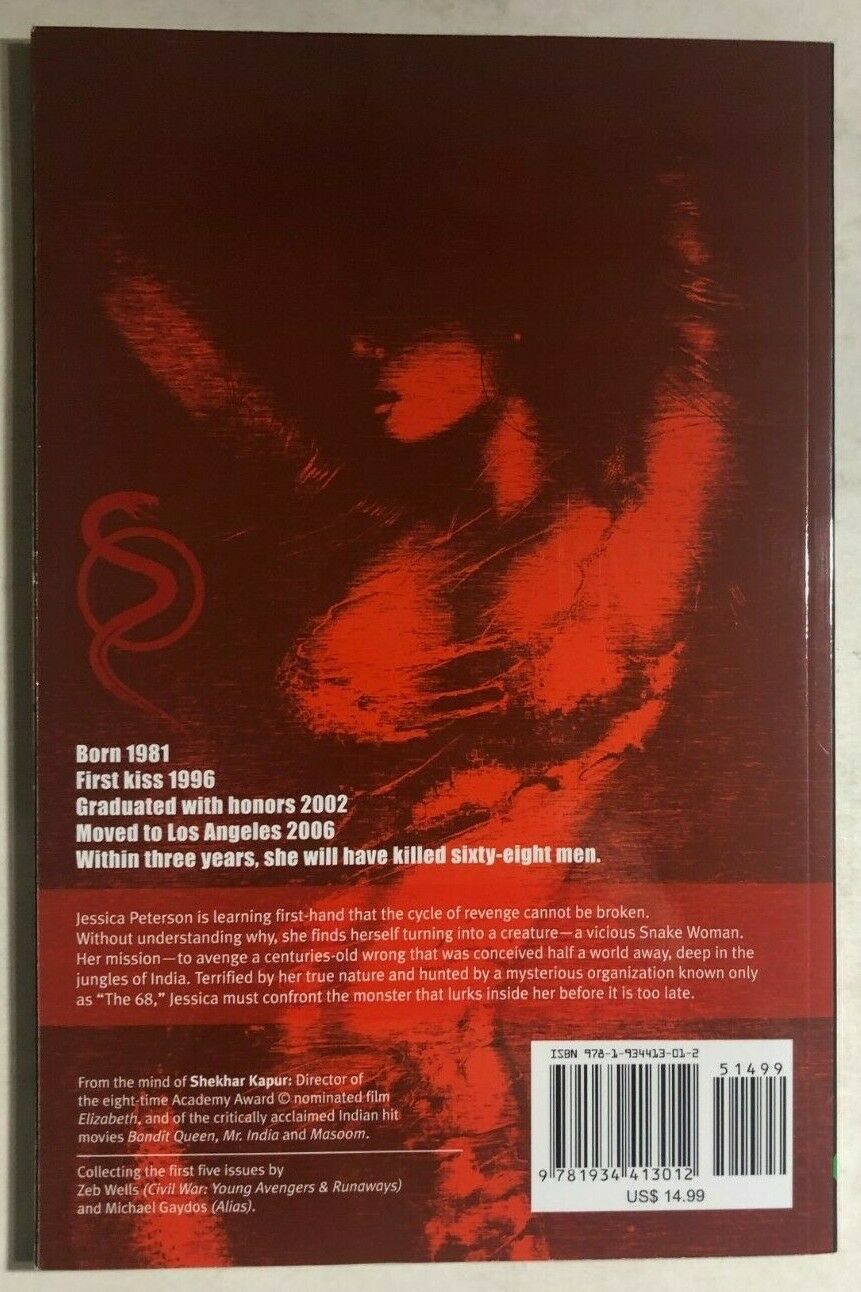 Born 1981
First kiss 1996
Graduated with honors 2002
Moved to Los Angeles 2006
Within three years, she will have killed sixty-eight men.
Jessica Peterson is learning first-hand that the cycle of revenge cannot be broken.
Without understanding why, she finds herself turning into a creature—a vicious Snake Woman.
Her mission—to avenge a centuries-old wrong that was conceived half a world away, deep in the
jungles of India. Terrified by her true nature and hunted by a mysterious organization known only
as “The 68,” Jessica must confront the monster that lurks inside her before it is too late.
From the mind of Shekhar Kapur: Director of
the eight-time Academy Award © nominated film
Elizabeth, and of the critically acclaimed Indian hit
movies Bandit Queen, Mr. India and Masoom.
Collecting the first five issues by
Zeb Wells (Civil War: Young Avengers & Runaways)
and Michael Gaydos (Alias).
ISBN 978-1-934413-01-2
51499
9 781934 413012
US$ 14.99